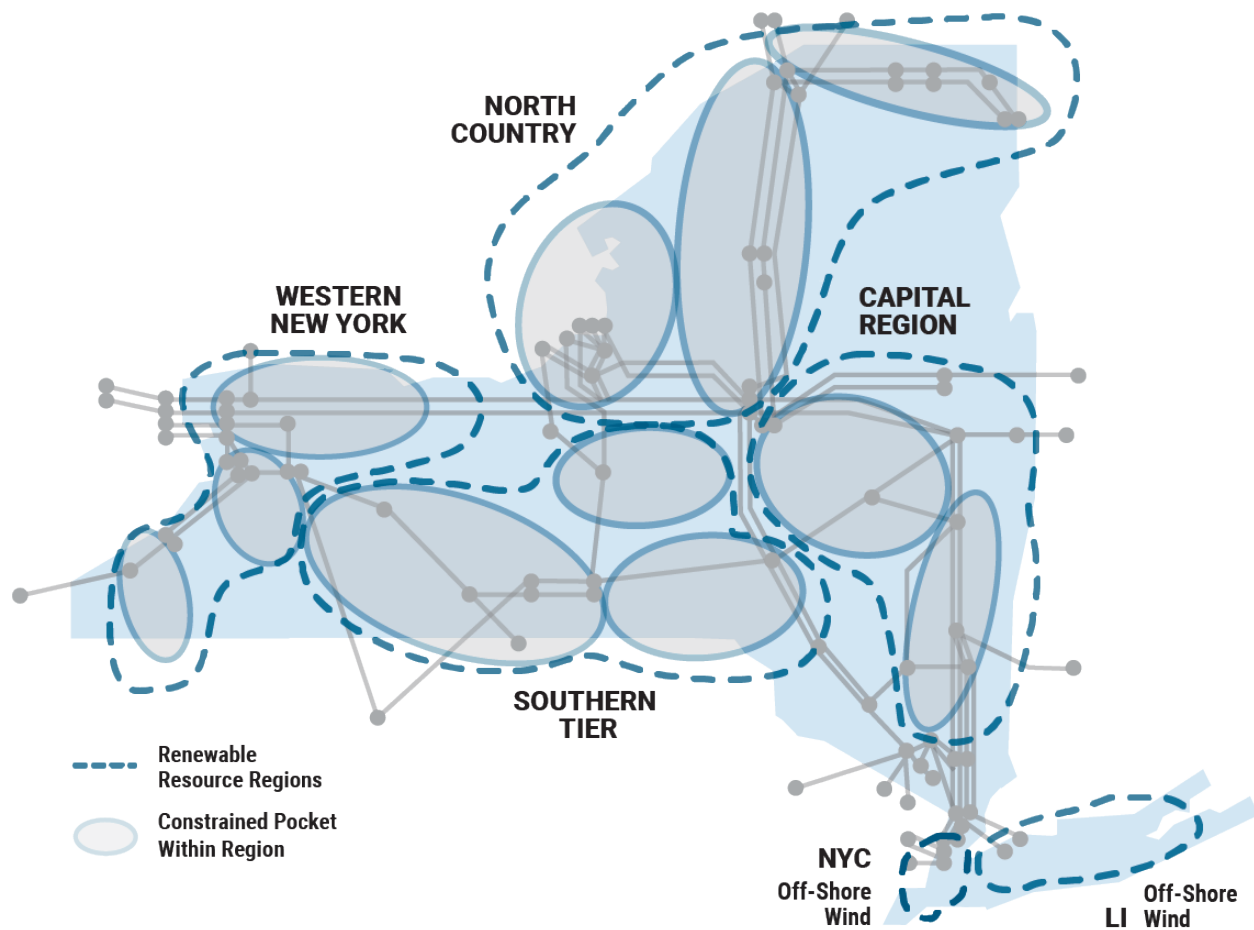 NORTH
COUNTRY
WESTERN
NEW YORK
CAPITAL
REGION
SOUTHERN
TIER
Renewable
Resource Regions
Constrained Pocket
Within Region
NYC
Off-Shore
Wind
LI
Off-Shore
Wind